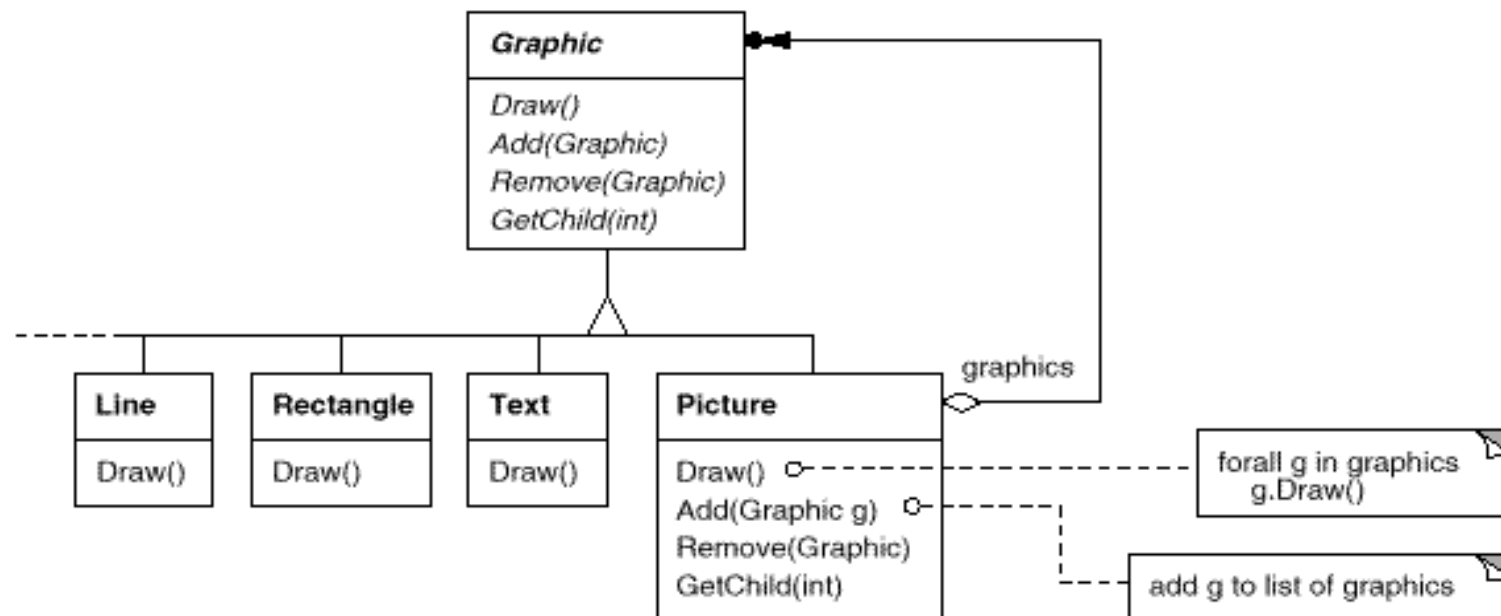 Graphic
Draw()
Add(Graphic)
Remove(Graphic)
GetChild(int)
graphics
Line
Draw()
Rectangle
Draw()
Text
Draw()
Picture
Draw()
Add(Graphic g)
Remove(Graphic)
GetChild(int)
forall g in graphics
g.Draw()
add g to list of graphics